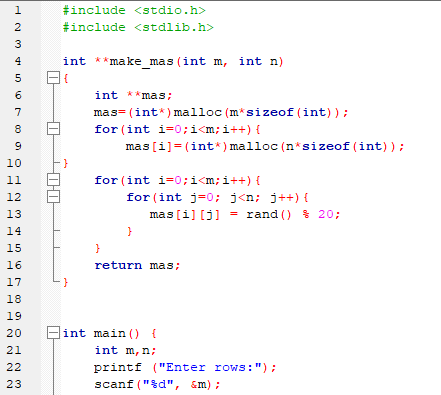 1 #include <stdio.h>
2 #include <stdlib.h>
3
4 int **make_mas(int m, int n)
5 {
6 int **mas;
7 mas=(int*)malloc(m*sizeof(int));
8 for(int i=0;i<m;i++){
9 mas[i]=(int*)malloc(n*sizeof(int));
10 }
11 for(int i=0;i<m;i++){
12 for(int j=0; j<n; j++){
13 mas[i][j] = rand() % 20;
14 }
15 }
16 return mas;
17 }
18
19
20 int main() {
21 int m,n;
22 printf ("Enter rows:");
23 scanf("%d", &m);